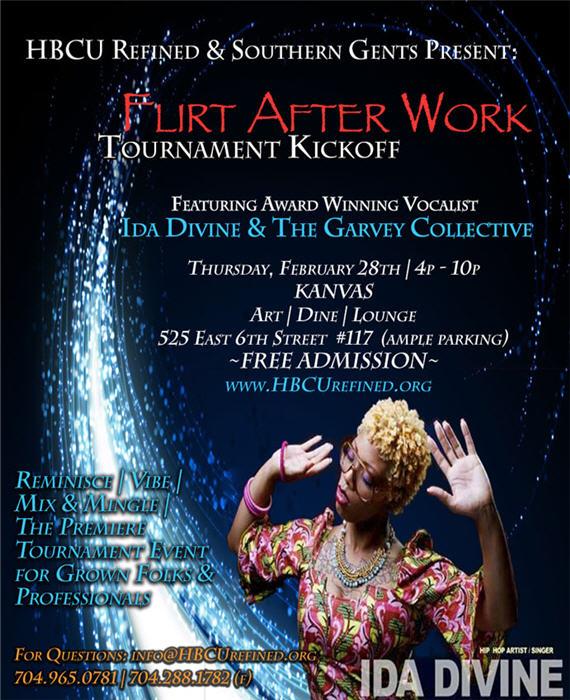 HBCU Refined & Southern Gents Present:
Flirt After Work
Tournament Kickoff
Featuring Award Winning Vocalist
Ida Divine & The Garvey Collective
Thursday, February 28th | 4p - 10p
KANVAS
Art | Dine | Lounge
525 East 6th Street #117 (ample parking)
~FREE ADMISSION~
www.HBCUrefined.org
Reminisce | Vibe |
Mix & Mingle |
The Premiere
Tournament Event
for Grown Folks &
Professionals
For Questions: info@HBCUrefined.org
704.965.0781 | 704.288.1782 (f)
HIP HOP ARTIST / SINGER
IDA DIVINE